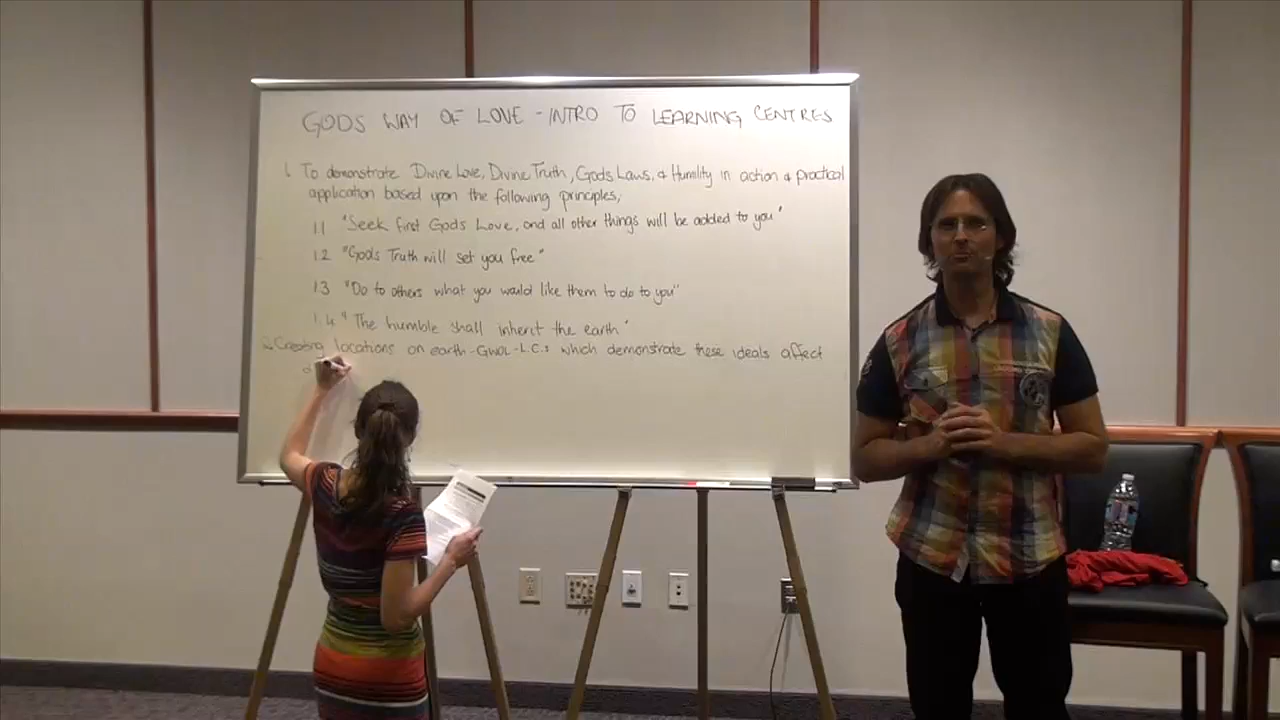 GODS WAY OF LOVE - INTRO TO LEARNING CENTRES
1. To demonstrate Divine Love, Divine Truth, Gods Laws, & Humility in action & practical
application based upon the following principles;
1.1 "Seek first Gods Love, and all other things will be added to you"
1.2 "Gods Truth will set you free"
1.3 "Do to others what you would like them to do to you"
1.4 "The humble shall inherit the earth"
2. Creating locations on earth - GWOL - L.C.s which demonstrate these ideals affect